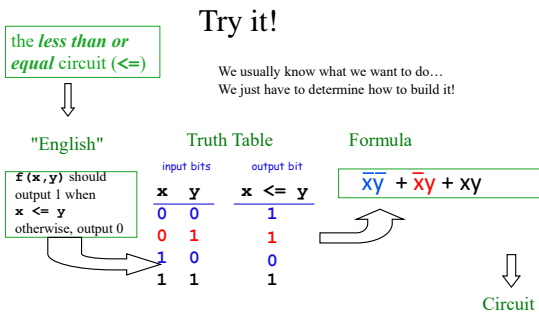 Try it!
the less than or
equal circuit (<=)
We usually know what we want to do…
We just have to determine how to build it!
"English"
f(x,y) should
output 1 when
x <= y
otherwise, output 0
Truth Table
input bits output bit
x y x <= y
0 0 1
0 1 1
1 0 0
1 1 1
Formula
x̅y̅ + x̅y + xy
Circuit